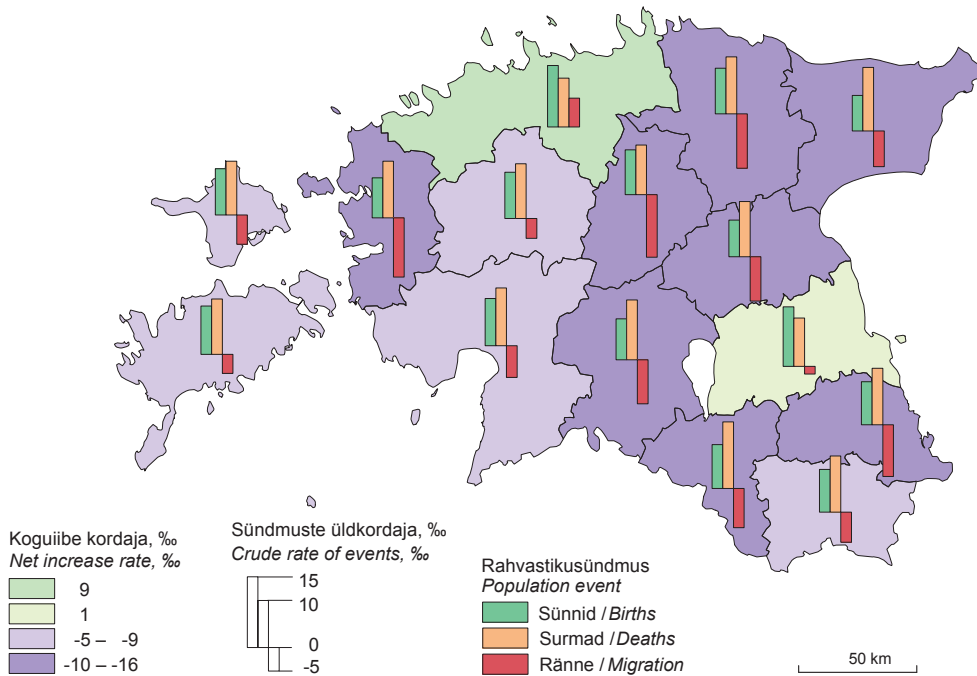 Koguiibe kordaja, ‰
Net increase rate, ‰
9
1
-5 – -9
-10 – -16
Sündmuste üldkordaja, ‰
Crude rate of events, ‰
15
10
0
-5
Rahvastikusündmus
Population event
Sünnid / Births
Surmad / Deaths
Ränne / Migration
50 km